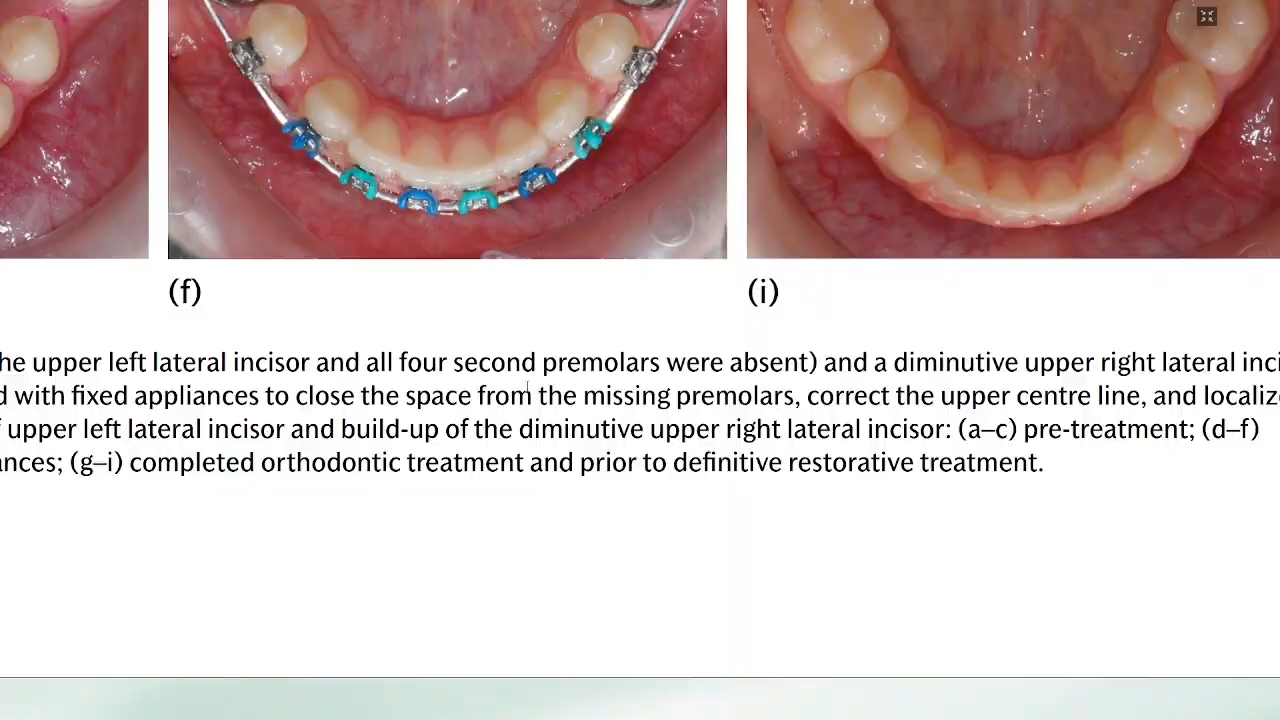 (f)
(i)
he upper left lateral incisor and all four second premolars were absent) and a diminutive upper right lateral inci
d with fixed appliances to close the space from the missing premolars, correct the upper centre line, and localize
f upper left lateral incisor and build-up of the diminutive upper right lateral incisor: (a–c) pre-treatment; (d–f)
ances; (g–i) completed orthodontic treatment and prior to definitive restorative treatment.